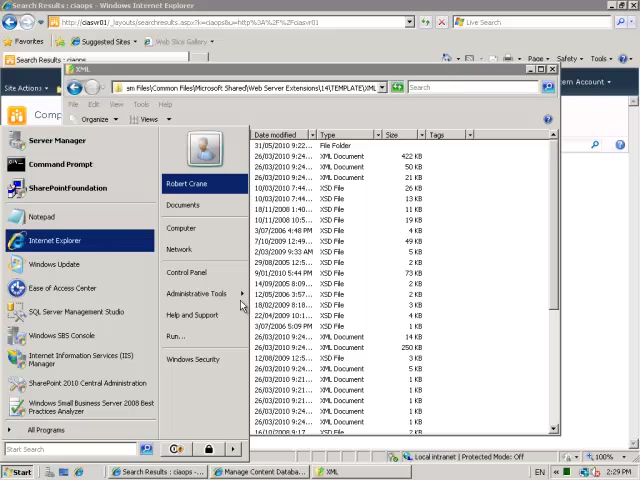 Search Results : ciaops - Windows Internet Explorer
http://ciasvr01/_layouts/searchresults.aspx?k=ciaops&u=http%3A%2F%2Fciasvr01
Live Search
Favorites
Suggested Sites
Web Slice Gallery
Search Results : ciaops
Page
Safety
Tools
Site Actions
tem Account
Comp
XML
am Files\Common Files\Microsoft Shared\Web Server Extensions\14\TEMPLATE\XML
Search
File Edit View Tools Help
Organize Views
Date modified Type Size Tags
31/05/2010 9:22... File Folder
26/03/2010 9:24... XML Document 422 KB
26/03/2010 9:24... XML Document 50 KB
26/03/2010 9:24... XML Document 21 KB
10/03/2010 7:04... XSD File 26 KB
10/03/2010 7:04... XSD File 13 KB
18/11/2008 1:40... XSD File 11 KB
10/11/2008 10:5... XSD File 19 KB
3/07/2006 4:48 PM XSD File 4 KB
7/10/2009 12:49... XSD File 49 KB
2/03/2009 9:33 AM XSD File 5 KB
29/08/2005 12:5... XSD File 2 KB
9/01/2010 5:44 PM XSD File 73 KB
14/09/2005 8:09... XSD File 2 KB
12/05/2006 3:57... XSD File 2 KB
18/02/2009 8:18... XSD File 3 KB
22/04/2009 10:1... XSD File 4 KB
3/07/2006 5:09 PM XSD File 1 KB
26/03/2010 9:24... XML Document 14 KB
26/03/2010 9:24... XML Document 250 KB
12/08/2009 12:5... XSD File 3 KB
26/03/2010 9:24... XML Document 5 KB
26/03/2010 9:21... XML Document 1 KB
26/03/2010 9:21... XML Document 1 KB
26/03/2010 9:21... XML Document 1 KB
26/03/2010 9:21... XML Document 1 KB
26/03/2010 9:24... XML Document 2 KB
Server Manager
Command Prompt
SharePointFoundation
Notepad
Internet Explorer
Windows Update
Ease of Access Center
SQL Server Management Studio
Windows SBS Console
Internet Information Services (IIS)
Manager
SharePoint 2010 Central Administration
Windows Small Business Server 2008 Best
Practices Analyzer
All Programs
Start Search
Robert Crane
Documents
Computer
Network
Control Panel
Administrative Tools
Help and Support
Run...
Windows Security
Local intranet | Protected Mode: Off
100%
Start
Search Results : ciaops -...
Manage Content Databa...
XML
EN
2:29 PM